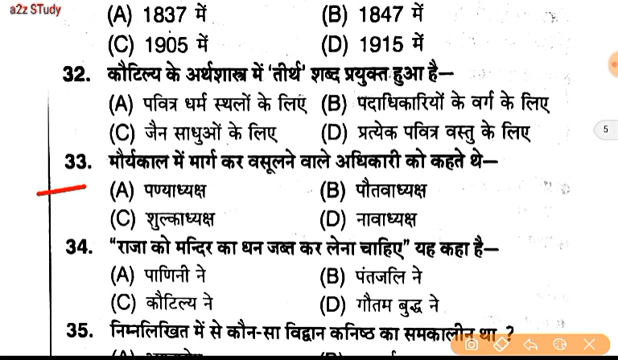 a2z STudy
(A) 1837 में (B) 1847 में
(C) 1905 में (D) 1915 में
32. कौटिल्य के अर्थशास्त्र में 'तीर्थ' शब्द प्रयुक्त हुआ है—
(A) पवित्र धर्म स्थलों के लिए (B) पदाधिकारियों के वर्ग के लिए
(C) जैन साधुओं के लिए (D) प्रत्येक पवित्र वस्तु के लिए
5
33. मौर्यकाल में मार्ग कर वसूलने वाले अधिकारी को कहते थे—
(A) पण्याध्यक्ष (B) पौतवाध्यक्ष
(C) शुल्काध्यक्ष (D) नावाध्यक्ष
34. "राजा को मन्दिर का धन जब्त कर लेना चाहिए" यह कहा है—
(A) पाणिनी ने (B) पंतजलि ने
(C) कौटिल्य ने (D) गौतम बुद्ध ने
35. निम्नलिखित में से कौन-सा विद्वान कनिष्ठ का समकालीन था ?
(A) (B)